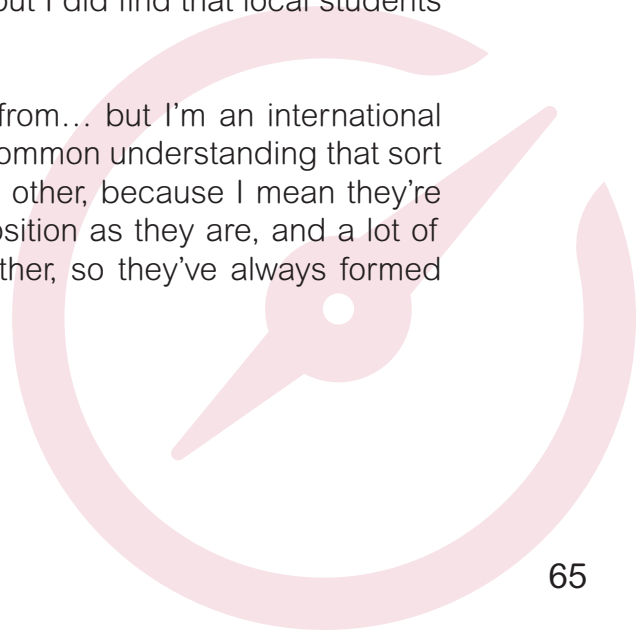 but I did find that local students
from… but I'm an international
ommon understanding that sort
other, because I mean they're
osition as they are, and a lot of
ther, so they've always formed
65